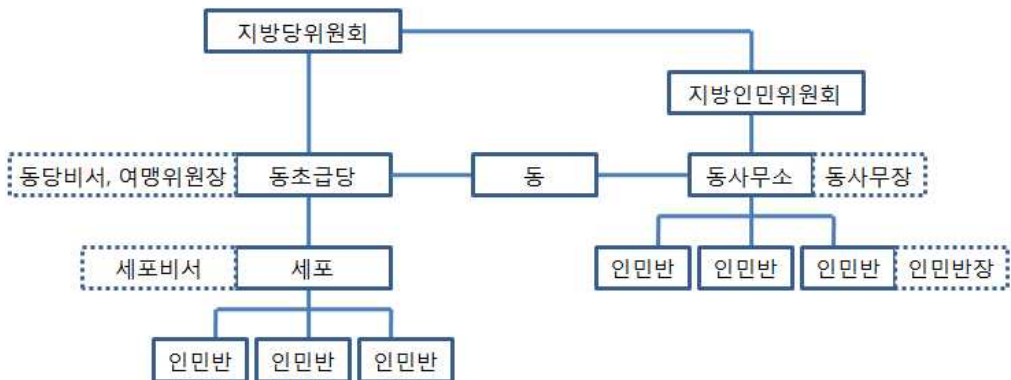 지방당위원회
지방인민위원회
동당비서, 여맹위원장
동초급당
동
동사무소
동사무장
세포비서
세포
인민반
인민반
인민반
인민반장
인민반
인민반
인민반